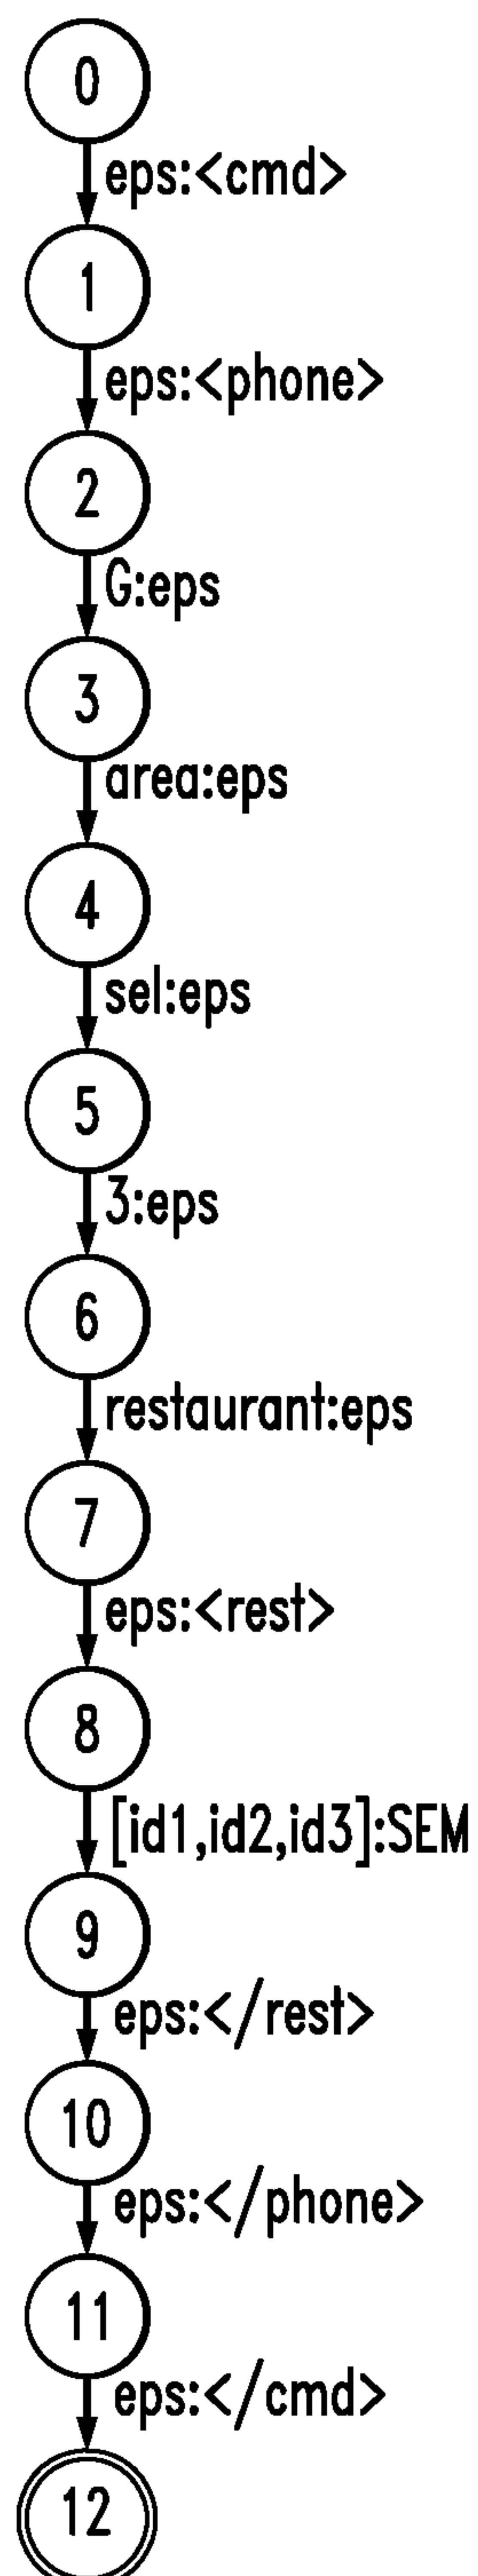 0
eps:<cmd>
1
eps:<phone>
2
G:eps
3
area:eps
4
sel:eps
5
3:eps
6
restaurant:eps
7
eps:<rest>
8
[id1,id2,id3]:SEM
9
eps:</rest>
10
eps:</phone>
11
eps:</cmd>
12